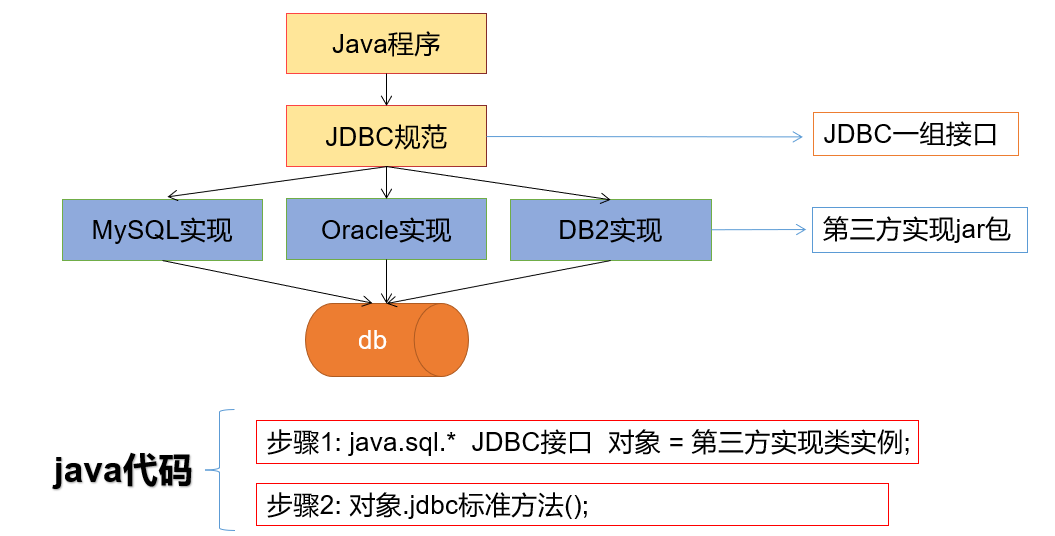 Java程序
JDBC规范
JDBC一组接口
MySQL实现
Oracle实现
DB2实现
第三方实现jar包
db
java代码
步骤1: java.sql.* JDBC接口 对象 = 第三方实现类实例;
步骤2: 对象.jdbc标准方法();